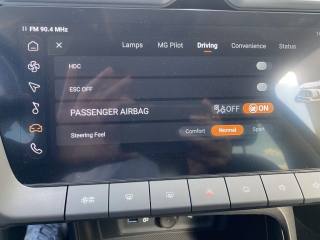 FM 90.4 MHz
Lamps MG Pilot Driving Convenience Status
HDC
ESC OFF
PASSENGER AIRBAG OFF ON
Steering Feel Comfort Normal Sport